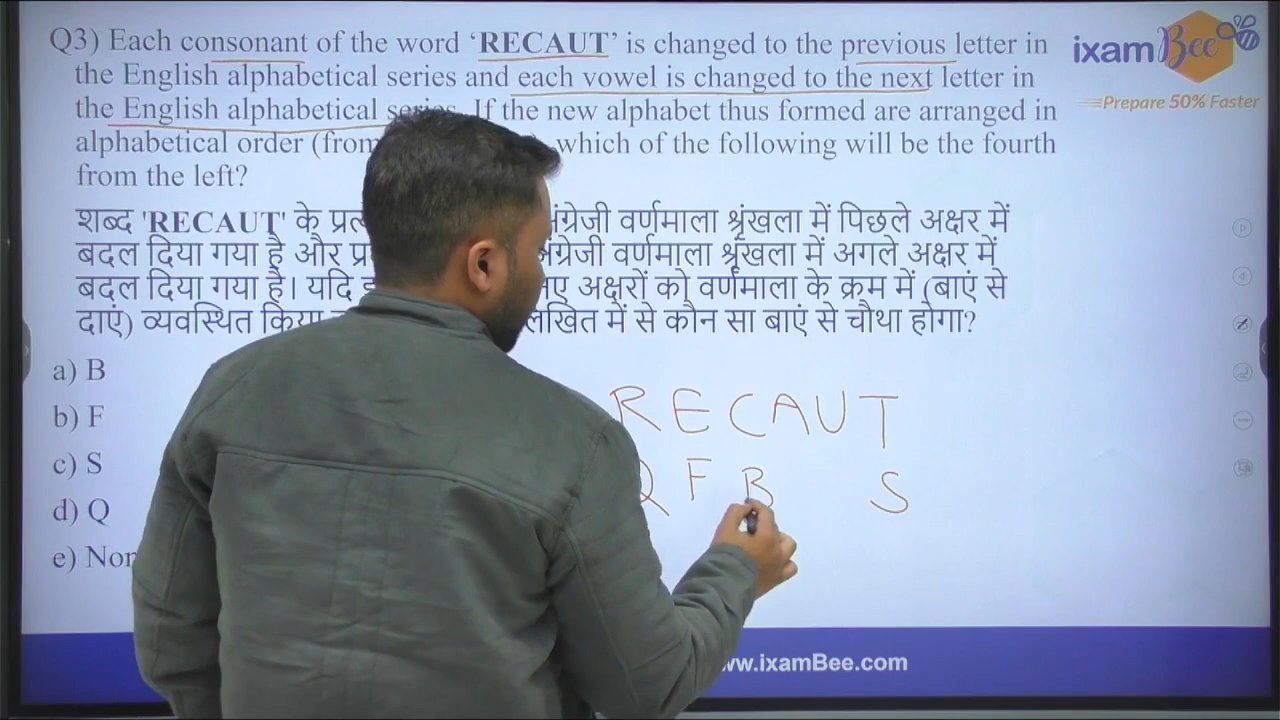 Q3) Each consonant of the word ‘RECAUT’ is changed to the previous letter in
the English alphabetical series and each vowel is changed to the next letter in
the English alphabetical series. If the new alphabet thus formed are arranged in
alphabetical order (from which of the following will be the fourth
from the left?
शब्द 'RECAUT' के अंग्रेजी वर्णमाला श्रृंखला में पिछले अक्षर में
बदल दिया गया है और अंग्रेजी वर्णमाला श्रृंखला में अगले अक्षर में
बदल दिया गया है। यदि अक्षरों को वर्णमाला के क्रम में (बाएं से
दाएं) व्यवस्थित किया में से कौन सा बाएं से चौथा होगा?
a) B
b) F
c) S
d) Q
e)
RECAUT
Q F B S
ixamBee
Prepare 50% Faster
www.ixamBee.com